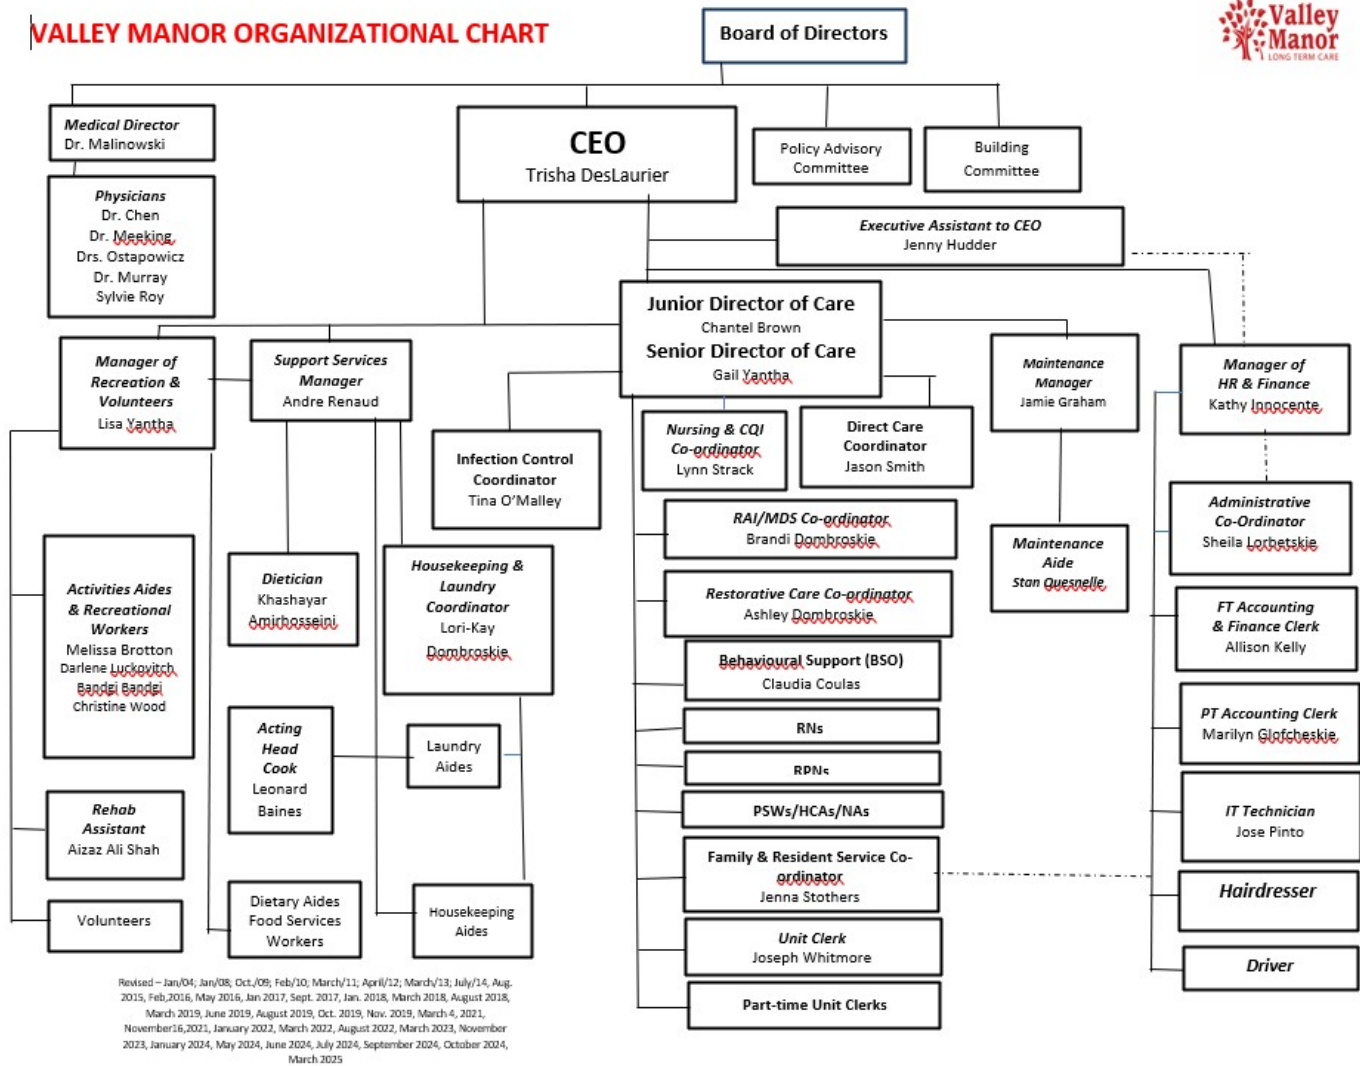 VALLEY MANOR ORGANIZATIONAL CHART
Board of Directors
Valley
Manor
LONG TERM CARE
Medical Director
Dr. Malinowski
CEO
Trisha DesLaurier
Policy Advisory
Committee
Building
Committee
Physicians
Dr. Chen
Dr. Meeking
Drs. Ostapowicz
Dr. Murray
Sylvie Roy
Executive Assistant to CEO
Jenny Hudder
Junior Director of Care
Chantel Brown
Senior Director of Care
Gail Yantha
Manager of
Recreation &
Volunteers
Lisa Yantha
Support Services
Manager
Andre Renaud
Maintenance
Manager
Jamie Graham
Manager of
HR & Finance
Kathy Innocente
Infection Control
Coordinator
Tina O’Malley
Nursing & CQI
Co-ordinator
Lynn Strack
Direct Care
Coordinator
Jason Smith
RAI/MDS Co-ordinator
Brandi Dombroskie
Administrative
Co-Ordinator
Sheila Lorbetskie
Maintenance
Aide
Stan Quesnelle
Activities Aides
& Recreational
Workers
Melissa Brotton
Darlene Luckovitch
Bandgi Bandgi
Christine Wood
Dietician
Khashayar
Amirhosseini
Housekeeping &
Laundry
Coordinator
Lori-Kay
Dombroskie
Restorative Care Co-ordinator
Ashley Dombroskie
FT Accounting
& Finance Clerk
Allison Kelly
Behavioural Support (BSO)
Claudia Coulas
Acting
Head
Cook
Leonard
Baines
Laundry
Aides
RNs
PT Accounting Clerk
Marilyn Glofcheskie
RPNs
Rehab
Assistant
Aizaz Ali Shah
PSWs/HCAs/NAs
IT Technician
Jose Pinto
Family & Resident Service Co-
ordinator
Jenna Stothers
Hairdresser
Volunteers
Dietary Aides
Food Services
Workers
Housekeeping
Aides
Unit Clerk
Joseph Whitmore
Driver
Part-time Unit Clerks
Revised – Jan/04; Jan/08; Oct./09; Feb/10; March/11; April/12; March/13; July/14, Aug.
2015, Feb,2016, May 2016, Jan 2017, Sept. 2017, Jan. 2018, March 2018, August 2018,
March 2019, June 2019, August 2019, Oct. 2019, Nov. 2019, March 4, 2021,
November16,2021, January 2022, March 2022, August 2022, March 2023, November
2023, January 2024, May 2024, June 2024, July 2024, September 2024, October 2024,
March 2025